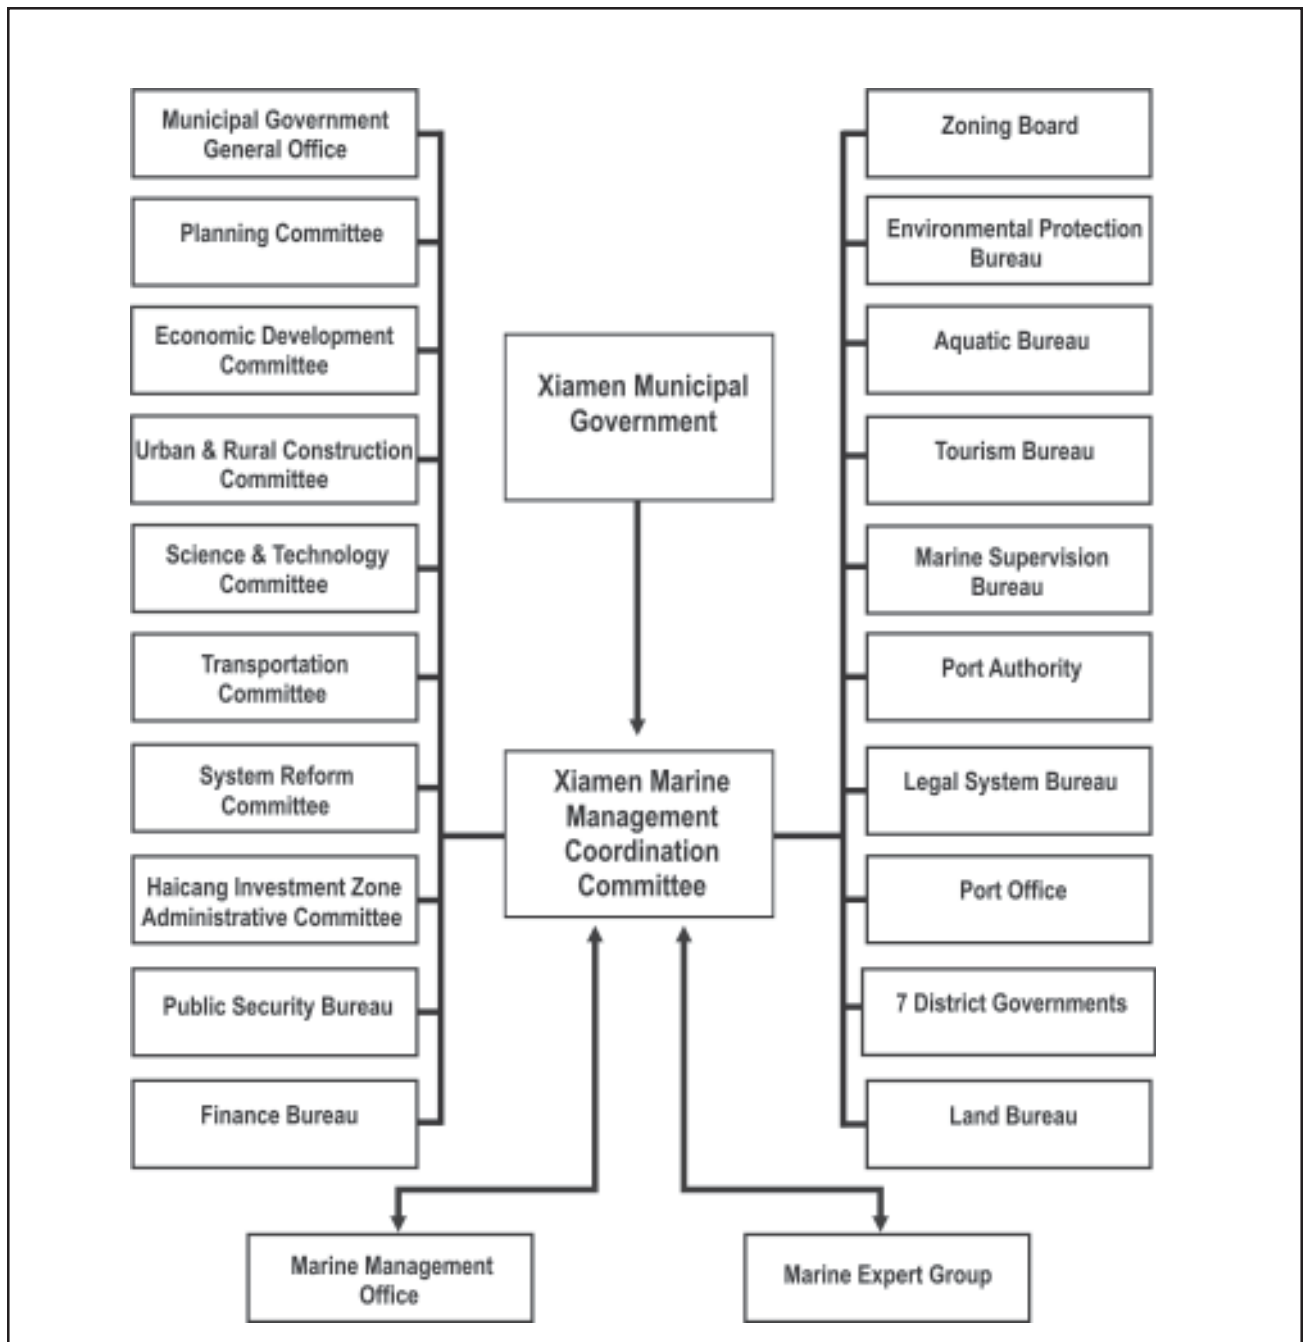 Municipal Government
General Office
Planning Committee
Economic Development
Committee
Urban & Rural Construction
Committee
Science & Technology
Committee
Transportation
Committee
System Reform
Committee
Haicang Investment Zone
Administrative Committee
Public Security Bureau
Finance Bureau
Xiamen Municipal
Government
Xiamen Marine
Management
Coordination
Committee
Zoning Board
Environmental Protection
Bureau
Aquatic Bureau
Tourism Bureau
Marine Supervision
Bureau
Port Authority
Legal System Bureau
Port Office
7 District Governments
Land Bureau
Marine Management
Office
Marine Expert Group